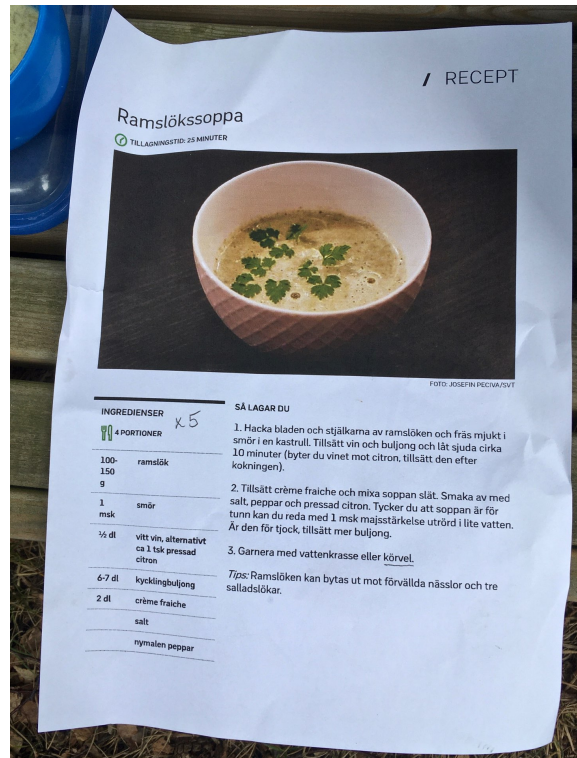 / RECEPT
Ramslökssoppa
TILLAGNINGSTID: 25 MINUTER
FOTO: JOSEFIN PECIVA/SVT
INGREDIENSER
x5
4 PORTIONER
100-150 g ramslök
1 msk smör
½ dl vitt vin, alternativt
ca 1 tsk pressad
citron
6-7 dl kycklingbuljong
2 dl crème fraiche
salt
nymalen peppar
SÅ LAGAR DU
1. Hacka bladen och stjälkarna av ramslöken och fräs mjukt i
smör i en kastrull. Tillsätt vin och buljong och låt sjuda cirka
10 minuter (byter du vinet mot citron, tillsätt den efter
kokningen).
2. Tillsätt crème fraiche och mixa soppan slät. Smaka av med
salt, peppar och pressad citron. Tycker du att soppan är för
tunn kan du reda med 1 msk majsstärkelse utrörd i lite vatten.
Är den för tjock, tillsätt mer buljong.
3. Garnera med vattenkrasse eller körvel.
Tips: Ramslöken kan bytas ut mot förvällda nässlor och tre
salladslökar.